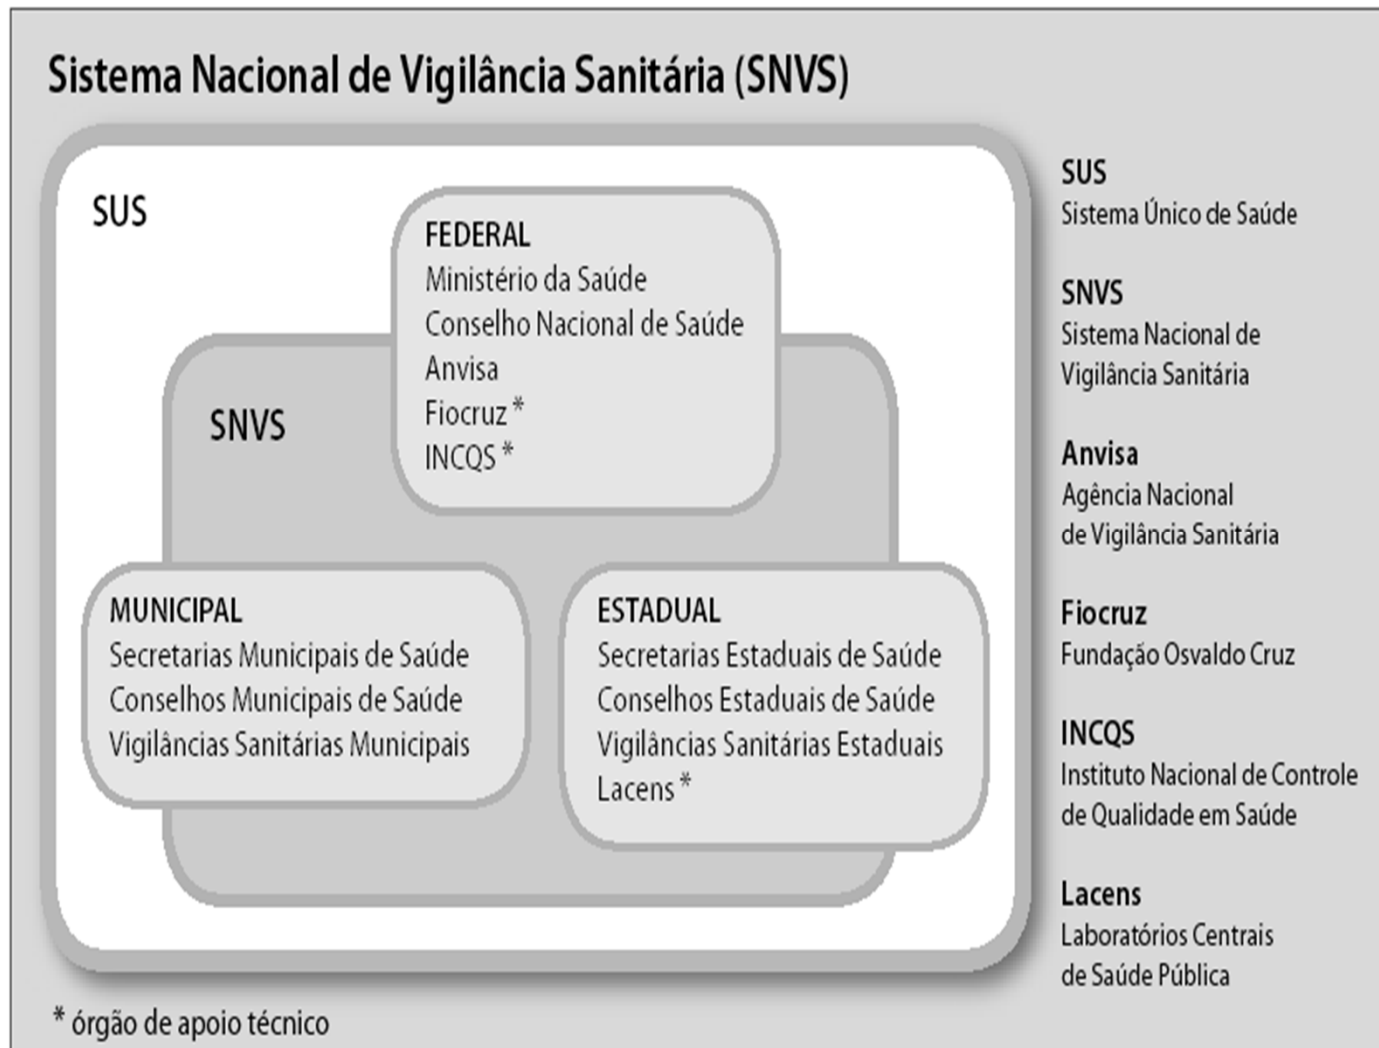 Sistema Nacional de Vigilância Sanitária (SNVS)
SUS
FEDERAL
Ministério da Saúde
Conselho Nacional de Saúde
Anvisa
Fiocruz *
INCQS *
SNVS
MUNICIPAL
Secretarias Municipais de Saúde
Conselhos Municipais de Saúde
Vigilâncias Sanitárias Municipais
ESTADUAL
Secretarias Estaduais de Saúde
Conselhos Estaduais de Saúde
Vigilâncias Sanitárias Estaduais
Lacens *
SUS
Sistema Único de Saúde
SNVS
Sistema Nacional de
Vigilância Sanitária
Anvisa
Agência Nacional
de Vigilância Sanitária
Fiocruz
Fundação Osvaldo Cruz
INCQS
Instituto Nacional de Controle
de Qualidade em Saúde
Lacens
Laboratórios Centrais
de Saúde Pública
* órgão de apoio técnico